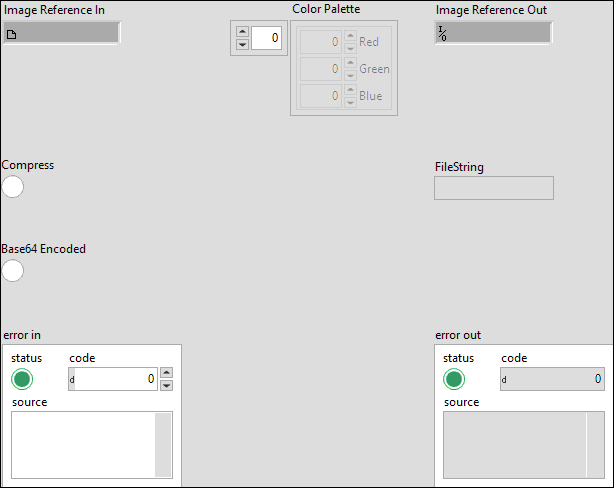 Image Reference In
Color Palette
Image Reference Out
0
0 Red
0 Green
0 Blue
I/O
Compress
FileString
Base64 Encoded
error in
status code
d 0
source
error out
status code
d 0
source